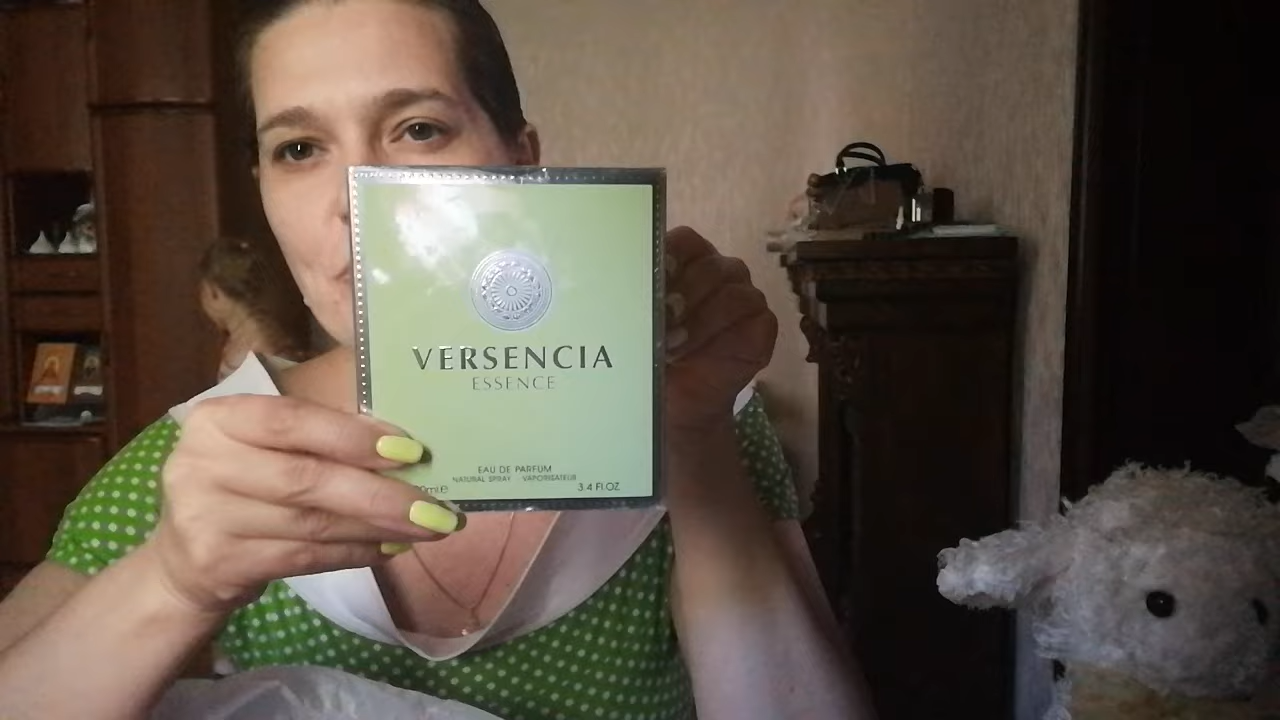 VERSENCIA
ESSENCE
EAU DE PARFUM
NATURAL SPRAY - VAPORISATEUR
3.4 FL.OZ